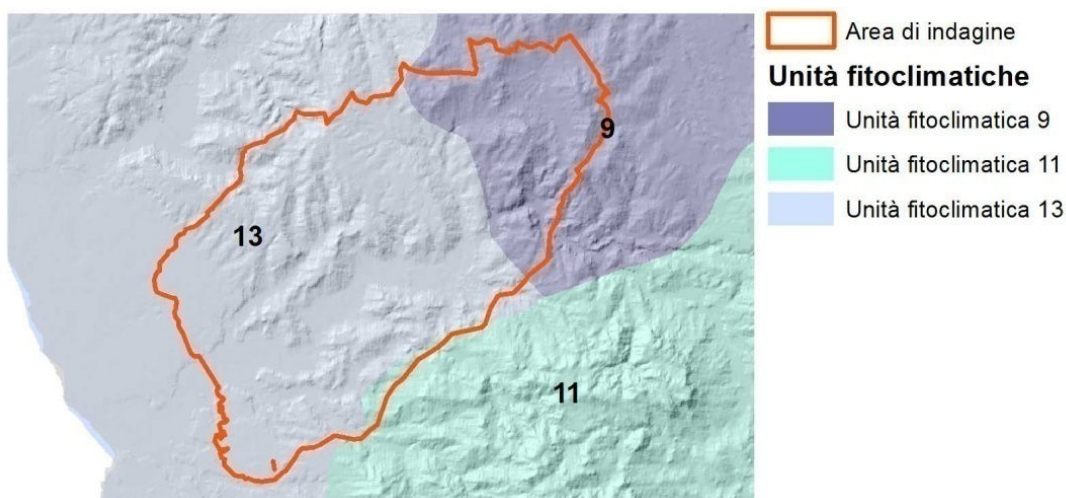 Area di indagine
Unità fitoclimatiche
Unità fitoclimatica 9
Unità fitoclimatica 11
Unità fitoclimatica 13
9
13
11